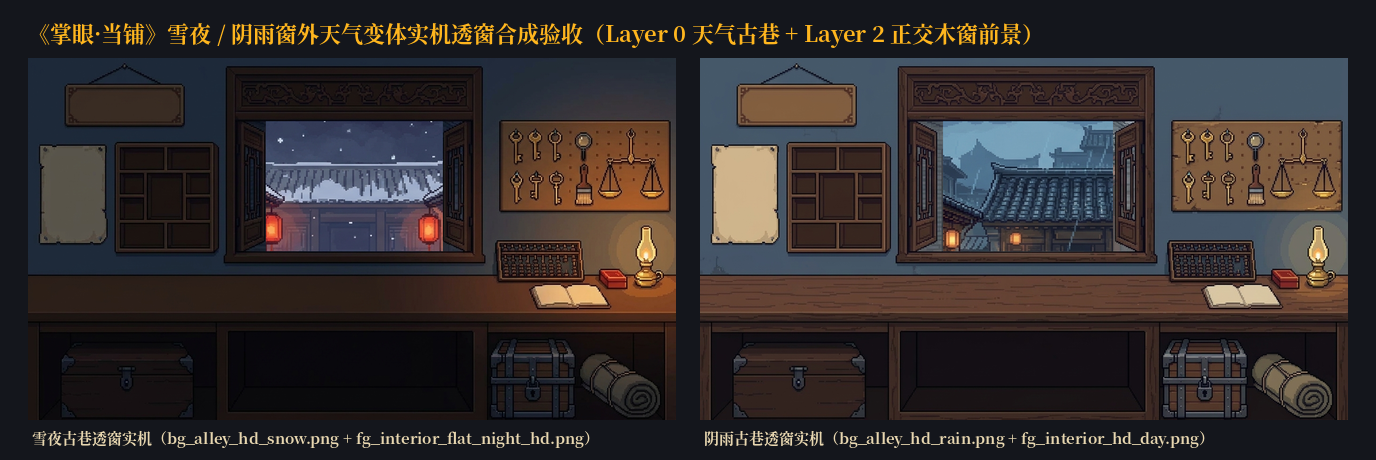 《掌眼·当铺》雪夜 / 阴雨窗外天气变体实机透窗合成验收（Layer 0 天气古巷 + Layer 2 正交木窗前景）
雪夜古巷透窗实机（bg_alley_hd_snow.png + fg_interior_flat_night_hd.png）
阴雨古巷透窗实机（bg_alley_hd_rain.png + fg_interior_hd_day.png）